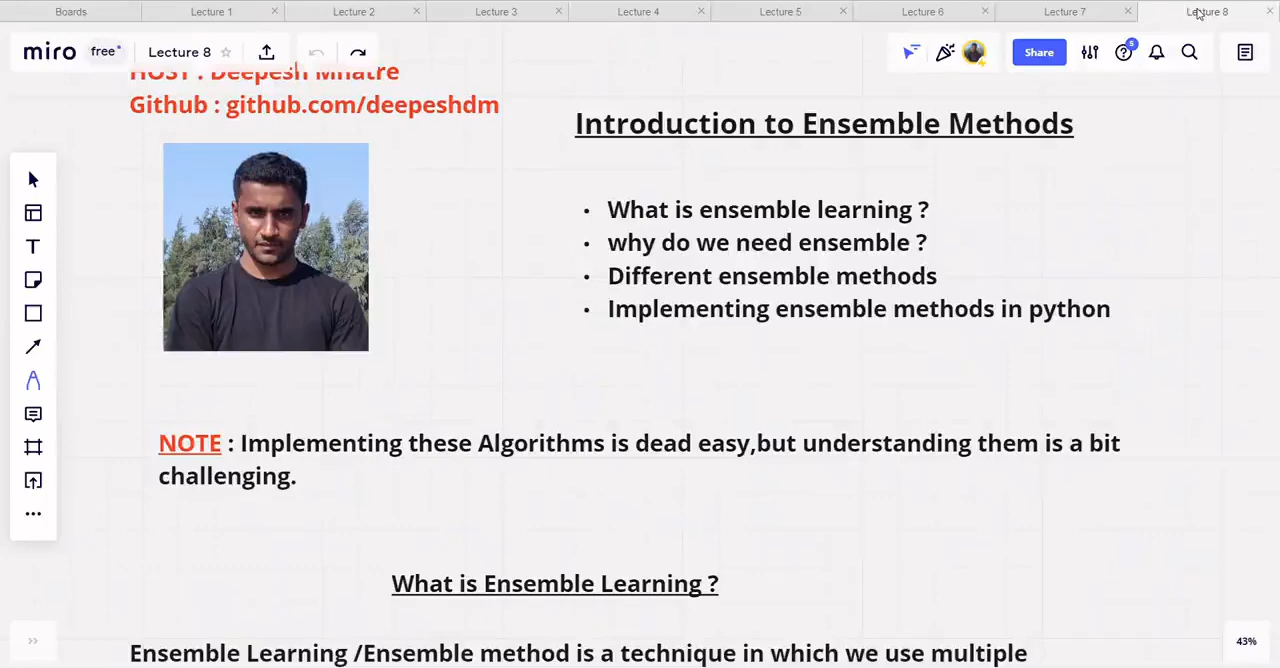 Boards
Lecture 1
Lecture 2
Lecture 3
Lecture 4
Lecture 5
Lecture 6
Lecture 7
Lecture 8
miro
free
Lecture 8
Share
5
HOST : Deepesh Mhatre
Github : github.com/deepeshdm
Introduction to Ensemble Methods
· What is ensemble learning ?
· why do we need ensemble ?
· Different ensemble methods
· Implementing ensemble methods in python
NOTE : Implementing these Algorithms is dead easy,but understanding them is a bit
challenging.
What is Ensemble Learning ?
43%
Ensemble Learning /Ensemble method is a technique in which we use multiple